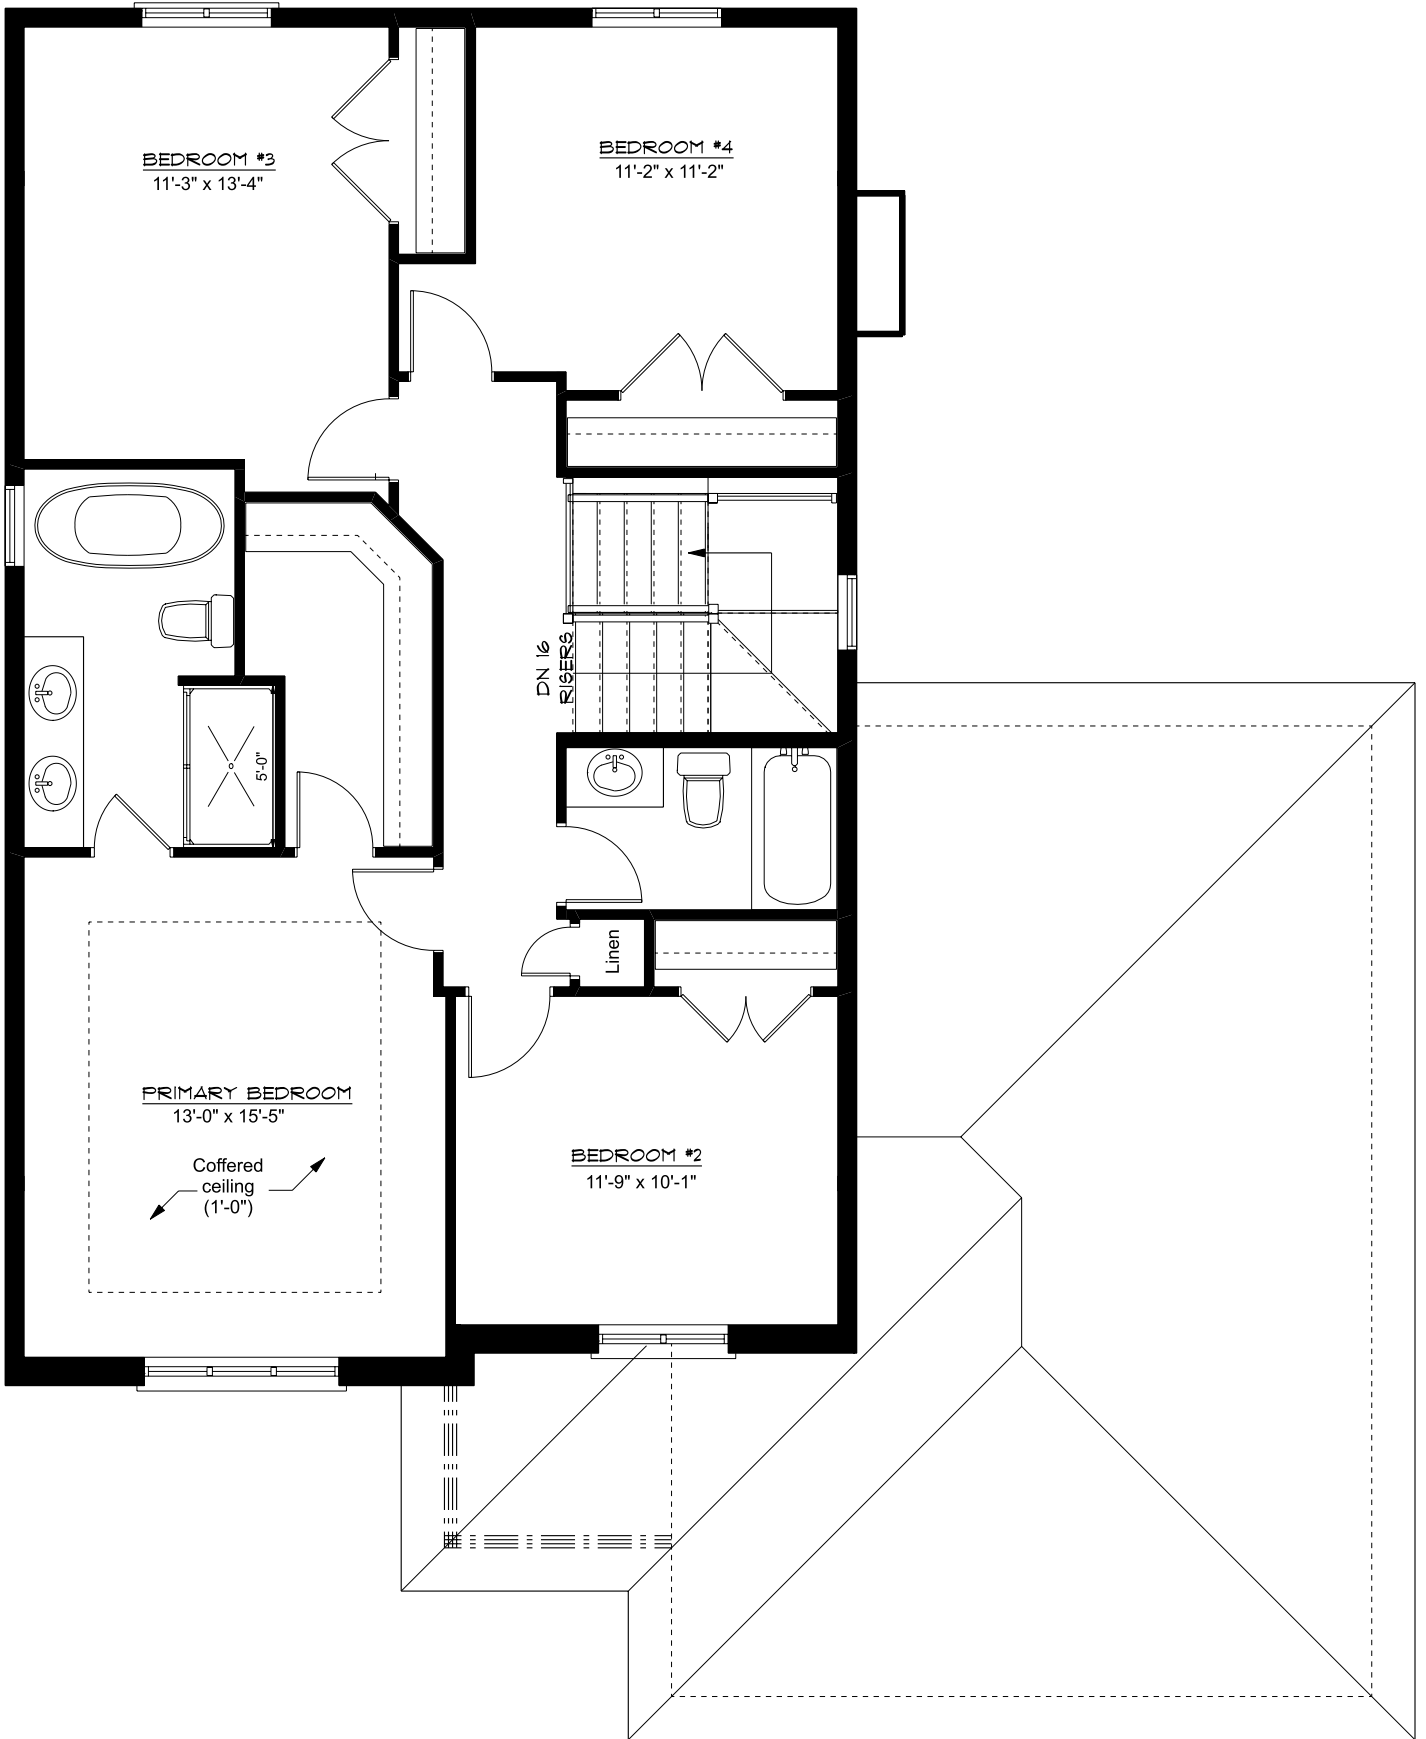 BEDROOM #3
11'-3" x 13'-4"
BEDROOM #4
11'-2" x 11'-2"
DN 16
RISERS
5'-0"
Linen
PRIMARY BEDROOM
13'-0" x 15'-5"
Coffered
ceiling
(1'-0")
BEDROOM #2
11'-9" x 10'-1"